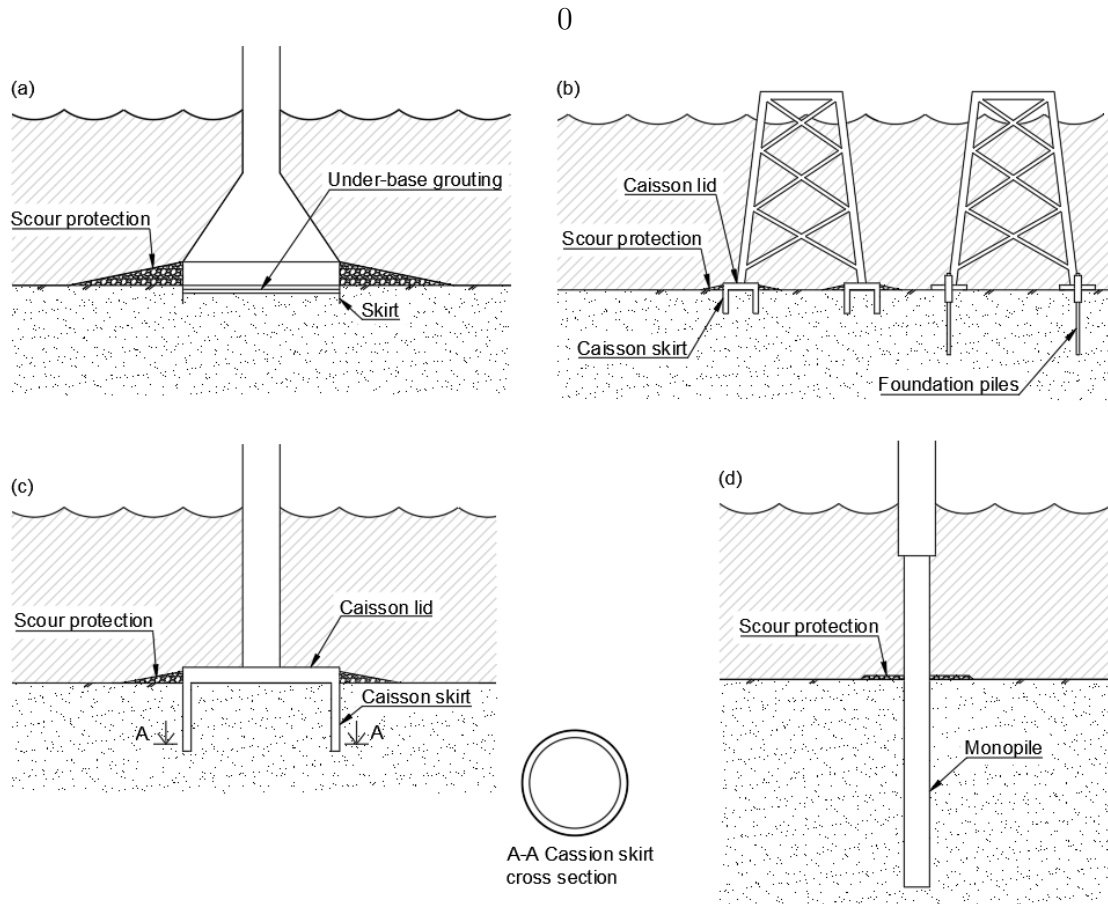 0
(a)
Under-base grouting
Scour protection
Skirt
(b)
Caisson lid
Scour protection
Caisson skirt
Foundation piles
(c)
Caisson lid
Scour protection
Caisson skirt
A A
A-A Cassion skirt
cross section
(d)
Scour protection
Monopile